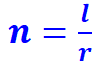 n = l/r